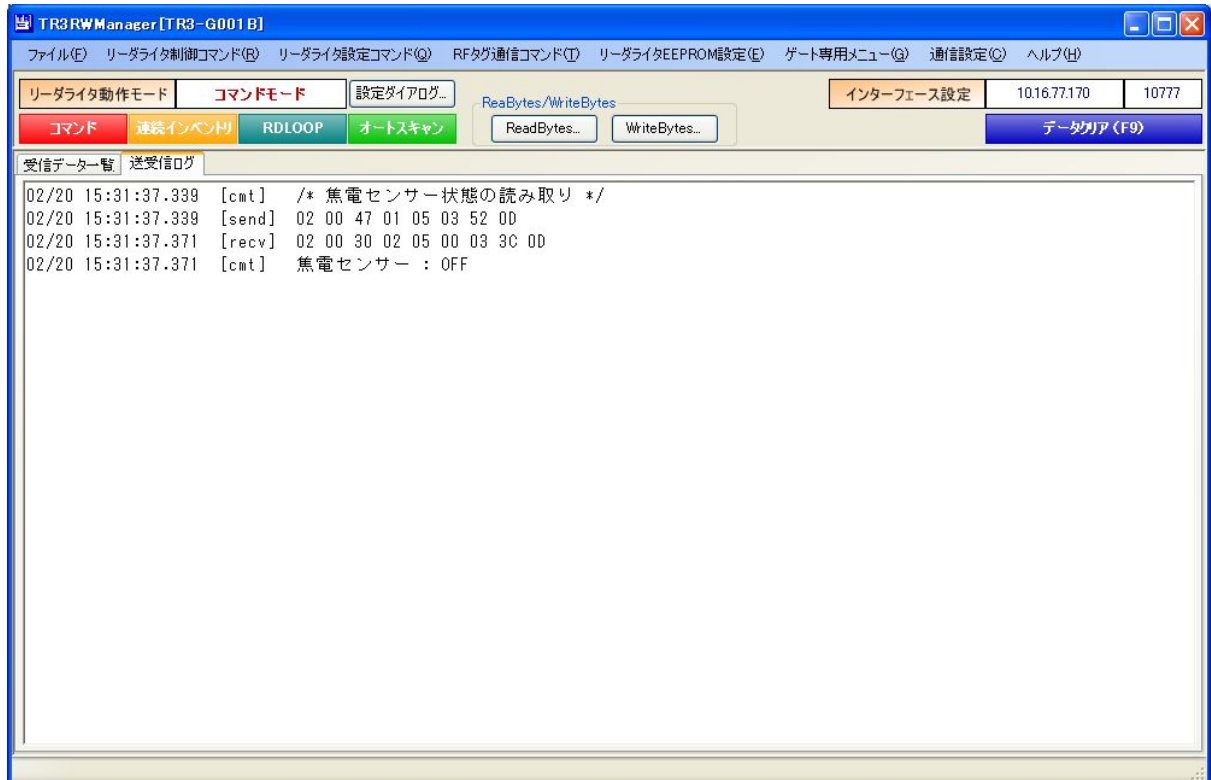 TR3RWManager[TR3-G001B]
ファイル(F) リーダライタ制御コマンド(R) リーダライタ設定コマンド(Q) RFタグ通信コマンド(T) リーダライタEEPROM設定(E) ゲート専用メニュー(G) 通信設定(C) ヘルプ(H)
リーダライタ動作モード コマンドモード 設定ダイアログ... ReaBytes/WriteBytes インターフェース設定 10.16.77.170 10777
コマンド 連続インベントリ RDLOOP オートスキャン ReadBytes... WriteBytes... データクリア(F9)
受信データ一覧 送受信ログ
02/20 15:31:37.339 [cmt] /* 焦電センサー状態の読み取り */
02/20 15:31:37.339 [send] 02 00 47 01 05 03 52 0D
02/20 15:31:37.371 [recv] 02 00 30 02 05 00 03 3C 0D
02/20 15:31:37.371 [cmt] 焦電センサー : OFF